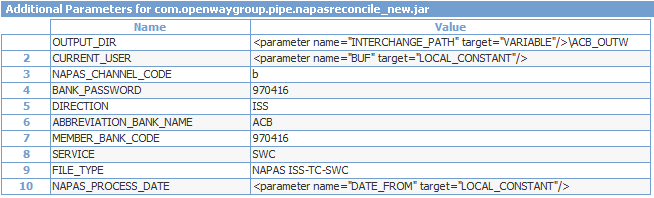 Additional Parameters for com.openwaygroup.pipe.napasreconcile_new.jar
Name Value
OUTPUT_DIR <parameter name="INTERCHANGE_PATH" target="VARIABLE"/>\ACB_OUTW
2 CURRENT_USER <parameter name="BUF" target="LOCAL_CONSTANT"/>
3 NAPAS_CHANNEL_CODE b
4 BANK_PASSWORD 970416
5 DIRECTION ISS
6 ABBREVIATION_BANK_NAME ACB
7 MEMBER_BANK_CODE 970416
8 SERVICE SWC
9 FILE_TYPE NAPAS ISS-TC-SWC
10 NAPAS_PROCESS_DATE <parameter name="DATE_FROM" target="LOCAL_CONSTANT"/>